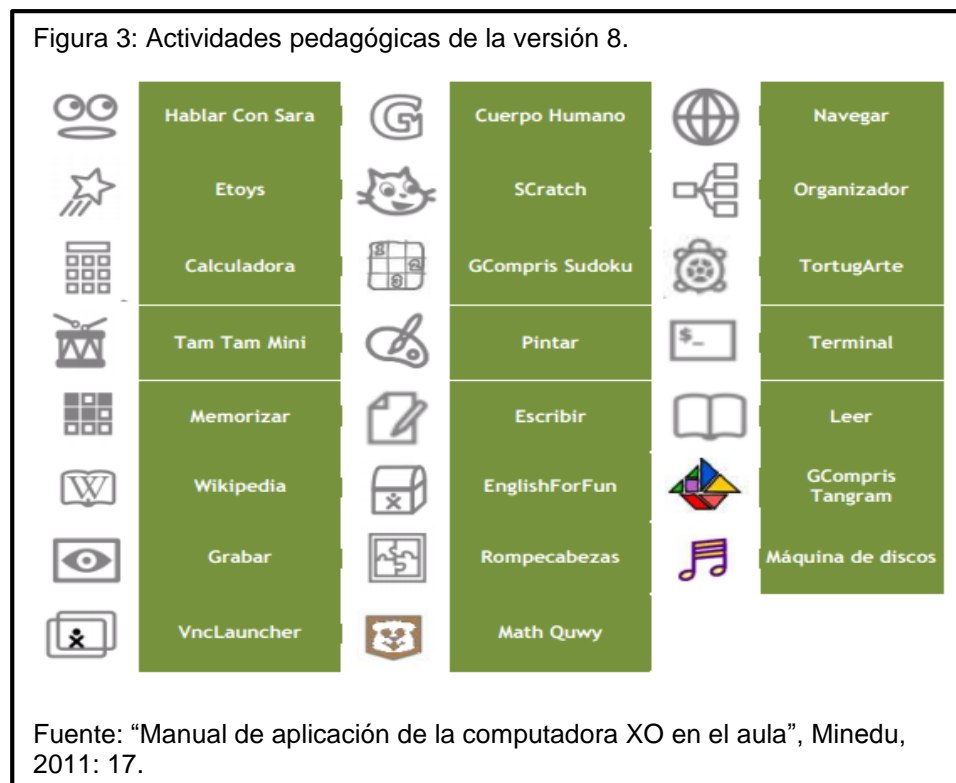 Figura 3: Actividades pedagógicas de la versión 8.
Hablar Con Sara
G
Cuerpo Humano
Navegar
Etoys
SCratch
Organizador
Calculadora
GCompris Sudoku
TortugArte
Tam Tam Mini
Pintar
$_
Terminal
Memorizar
Escribir
Leer
W
Wikipedia
EnglishForFun
GCompris
Tangram
Grabar
Rompecabezas
Máquina de discos
VncLauncher
Math Quwy
Fuente: “Manual de aplicación de la computadora XO en el aula”, Minedu,
2011: 17.